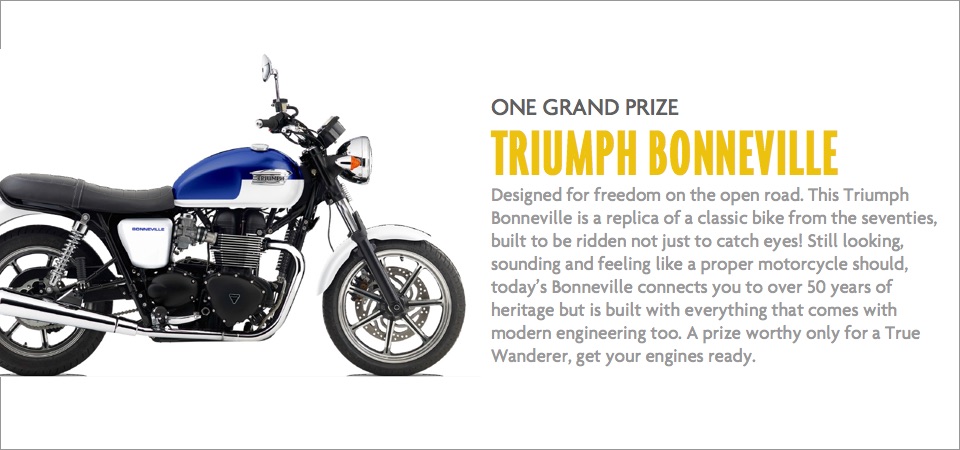 ONE GRAND PRIZE
TRIUMPH BONNEVILLE
Designed for freedom on the open road. This Triumph
Bonneville is a replica of a classic bike from the seventies,
built to be ridden not just to catch eyes! Still looking,
sounding and feeling like a proper motorcycle should,
today’s Bonneville connects you to over 50 years of
heritage but is built with everything that comes with
modern engineering too. A prize worthy only for a True
Wanderer, get your engines ready.
TRIUMPH
BONNEVILLE